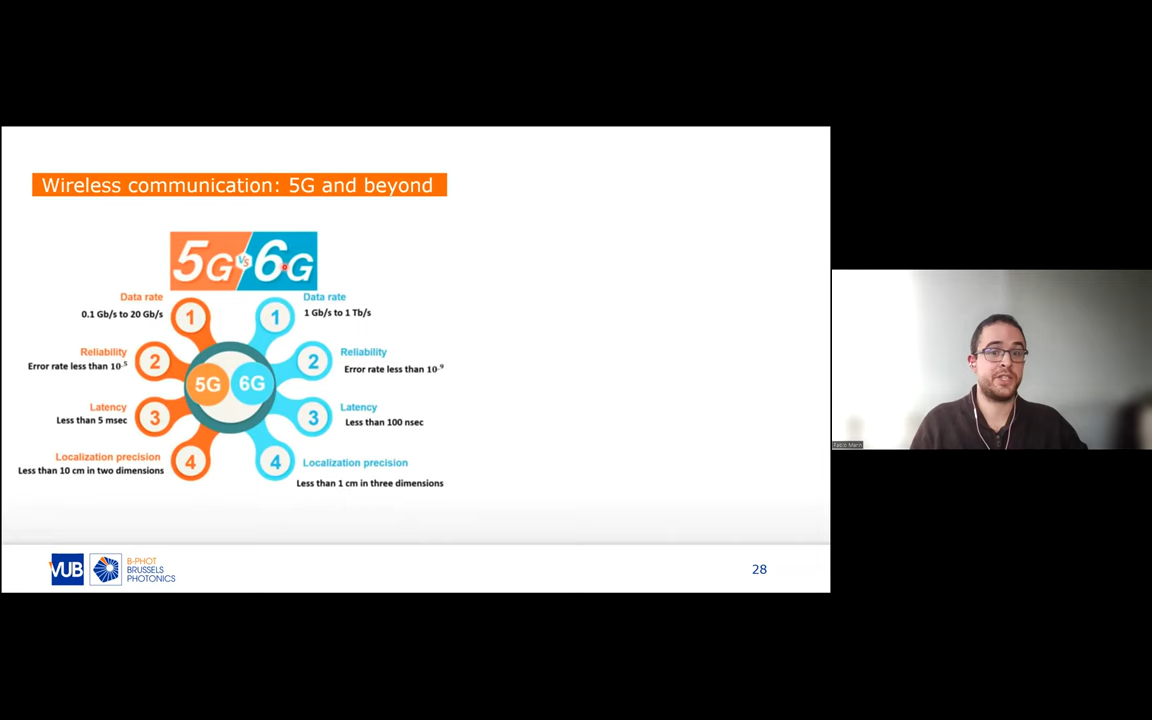 Wireless communication: 5G and beyond
5G
VS
6G
Data rate
0.1 Gb/s to 20 Gb/s
1
1
Data rate
1 Gb/s to 1 Tb/s
Reliability
Error rate less than 10⁻⁵
2
2
Reliability
Error rate less than 10⁻⁹
5G
6G
Latency
Less than 5 msec
3
3
Latency
Less than 100 nsec
Localization precision
Less than 10 cm in two dimensions
4
4
Localization precision
Less than 1 cm in three dimensions
VUB
B-PHOT
BRUSSELS
PHOTONICS
28
Fabio Marin